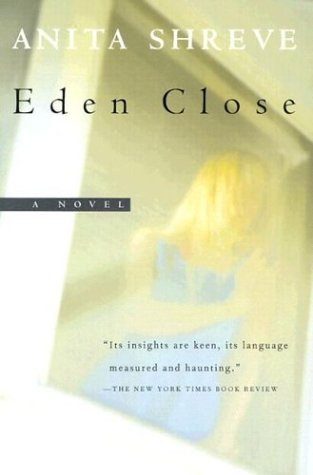 ANITA SHREVE
Eden Close
A NOVEL
"Its insights are keen, its language
measured and haunting."
—THE NEW YORK TIMES BOOK REVIEW